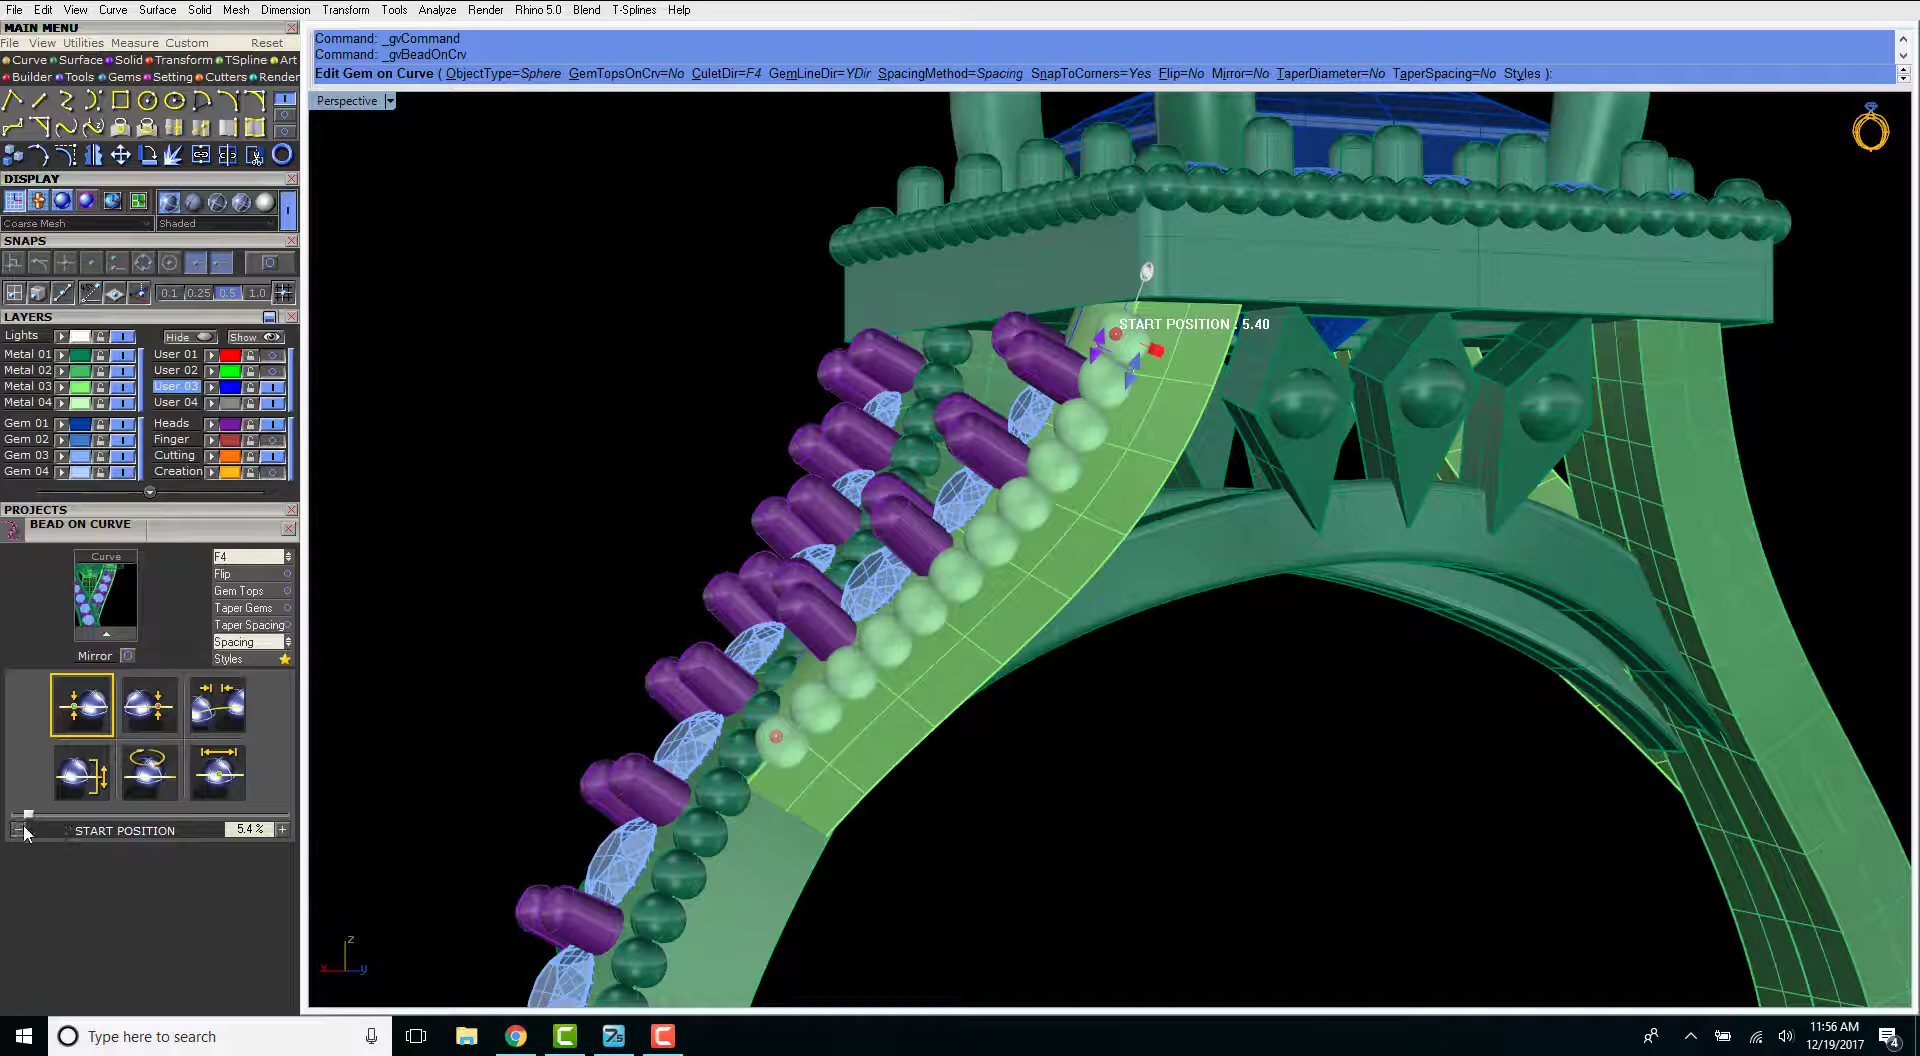 File Edit View Curve Surface Solid Mesh Dimension Transform Tools Analyze Render Rhino 5.0 Blend T-Splines Help
MAIN MENU
File View Utilities Measure Custom Reset
Curve Surface Solid Transform TSpline Art
Builder Tools Gems Setting Cutters Render
DISPLAY
Coarse Mesh Shaded
SNAPS
0.1 0.25 0.5 1.0
LAYERS
Lights Hide Show
Metal 01 User 01
Metal 02 User 02
Metal 03 User 03
Metal 04 User 04
Gem 01 Heads
Gem 02 Finger
Gem 03 Cutting
Gem 04 Creation
PROJECTS
BEAD ON CURVE
Curve F4
Flip
Gem Tops
Taper Gems
Taper Spacing
Spacing
Mirror Styles
START POSITION 5.4 %
Command: _gvCommand
Command: _gvBeadOnCrv
Edit Gem on Curve ( ObjectType=Sphere GemTopsOnCrv=No CuletDir=F4 GemLineDir=YDir SpacingMethod=Spacing SnapToCorners=Yes Flip=No Mirror=No TaperDiameter=No TaperSpacing=No Styles ):
Perspective
START POSITION : 5.40
z
x y
Type here to search
11:56 AM
12/19/2017
4